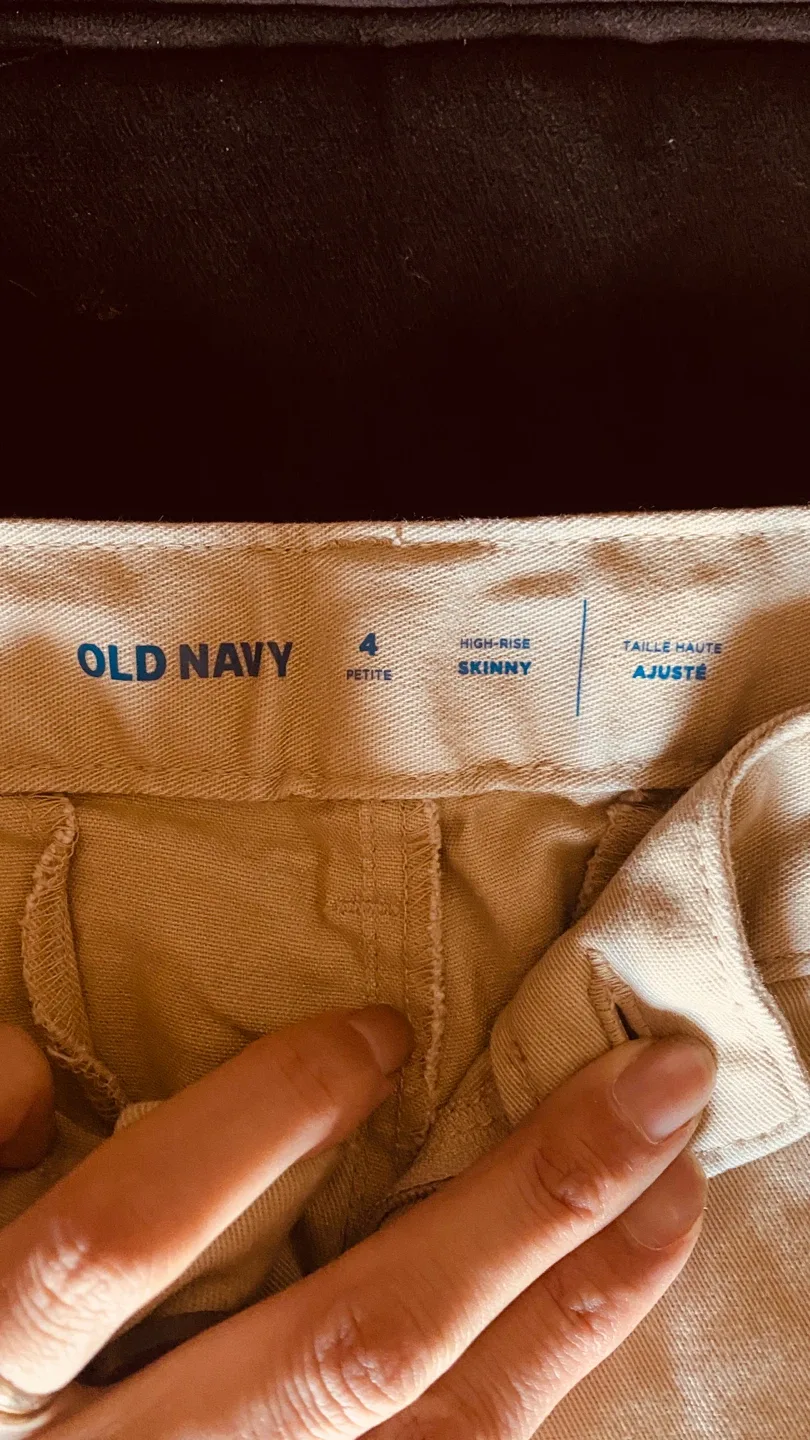 OLD NAVY
4
PETITE
HIGH-RISE
SKINNY
TAILLE HAUTE
AJUSTÉ